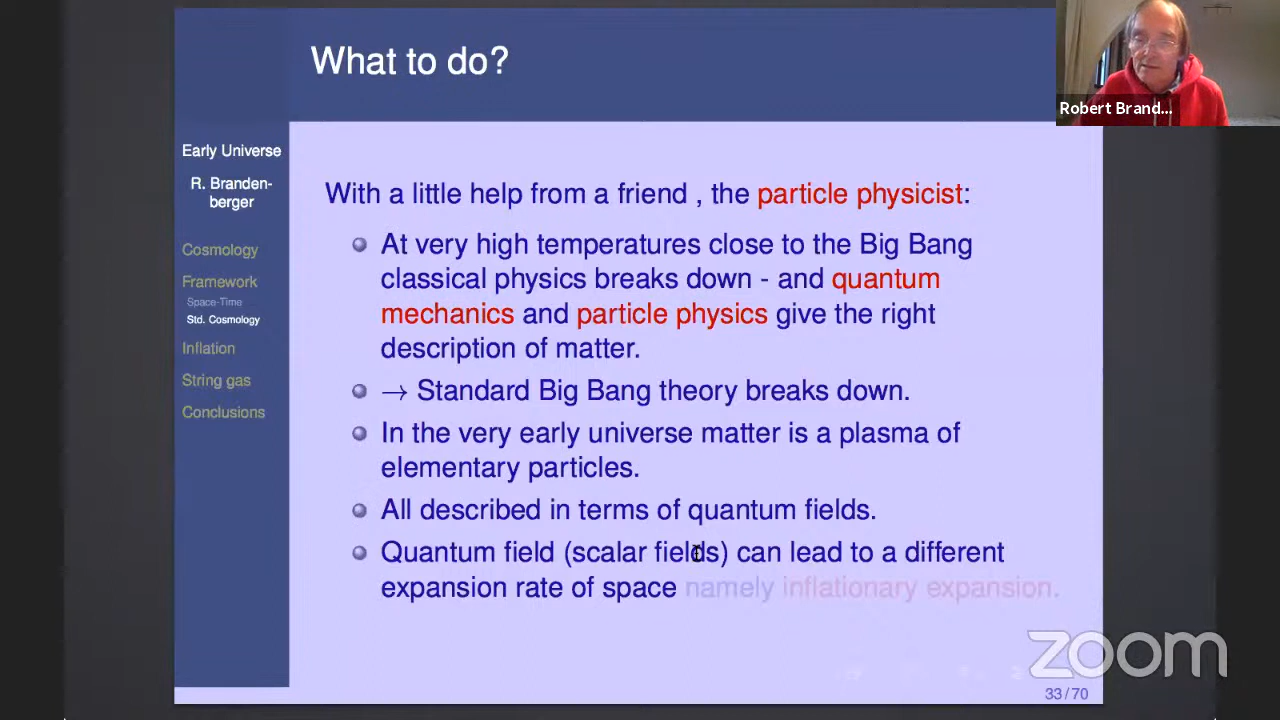 What to do?
Robert Brand...
Early Universe
R. Branden-
berger
Cosmology
Framework
Space-Time
Std. Cosmology
Inflation
String gas
Conclusions
With a little help from a friend , the particle physicist:
At very high temperatures close to the Big Bang
classical physics breaks down - and quantum
mechanics and particle physics give the right
description of matter.
→ Standard Big Bang theory breaks down.
In the very early universe matter is a plasma of
elementary particles.
All described in terms of quantum fields.
Quantum field (scalar fields) can lead to a different
expansion rate of space namely inflationary expansion.
zoom
33/70